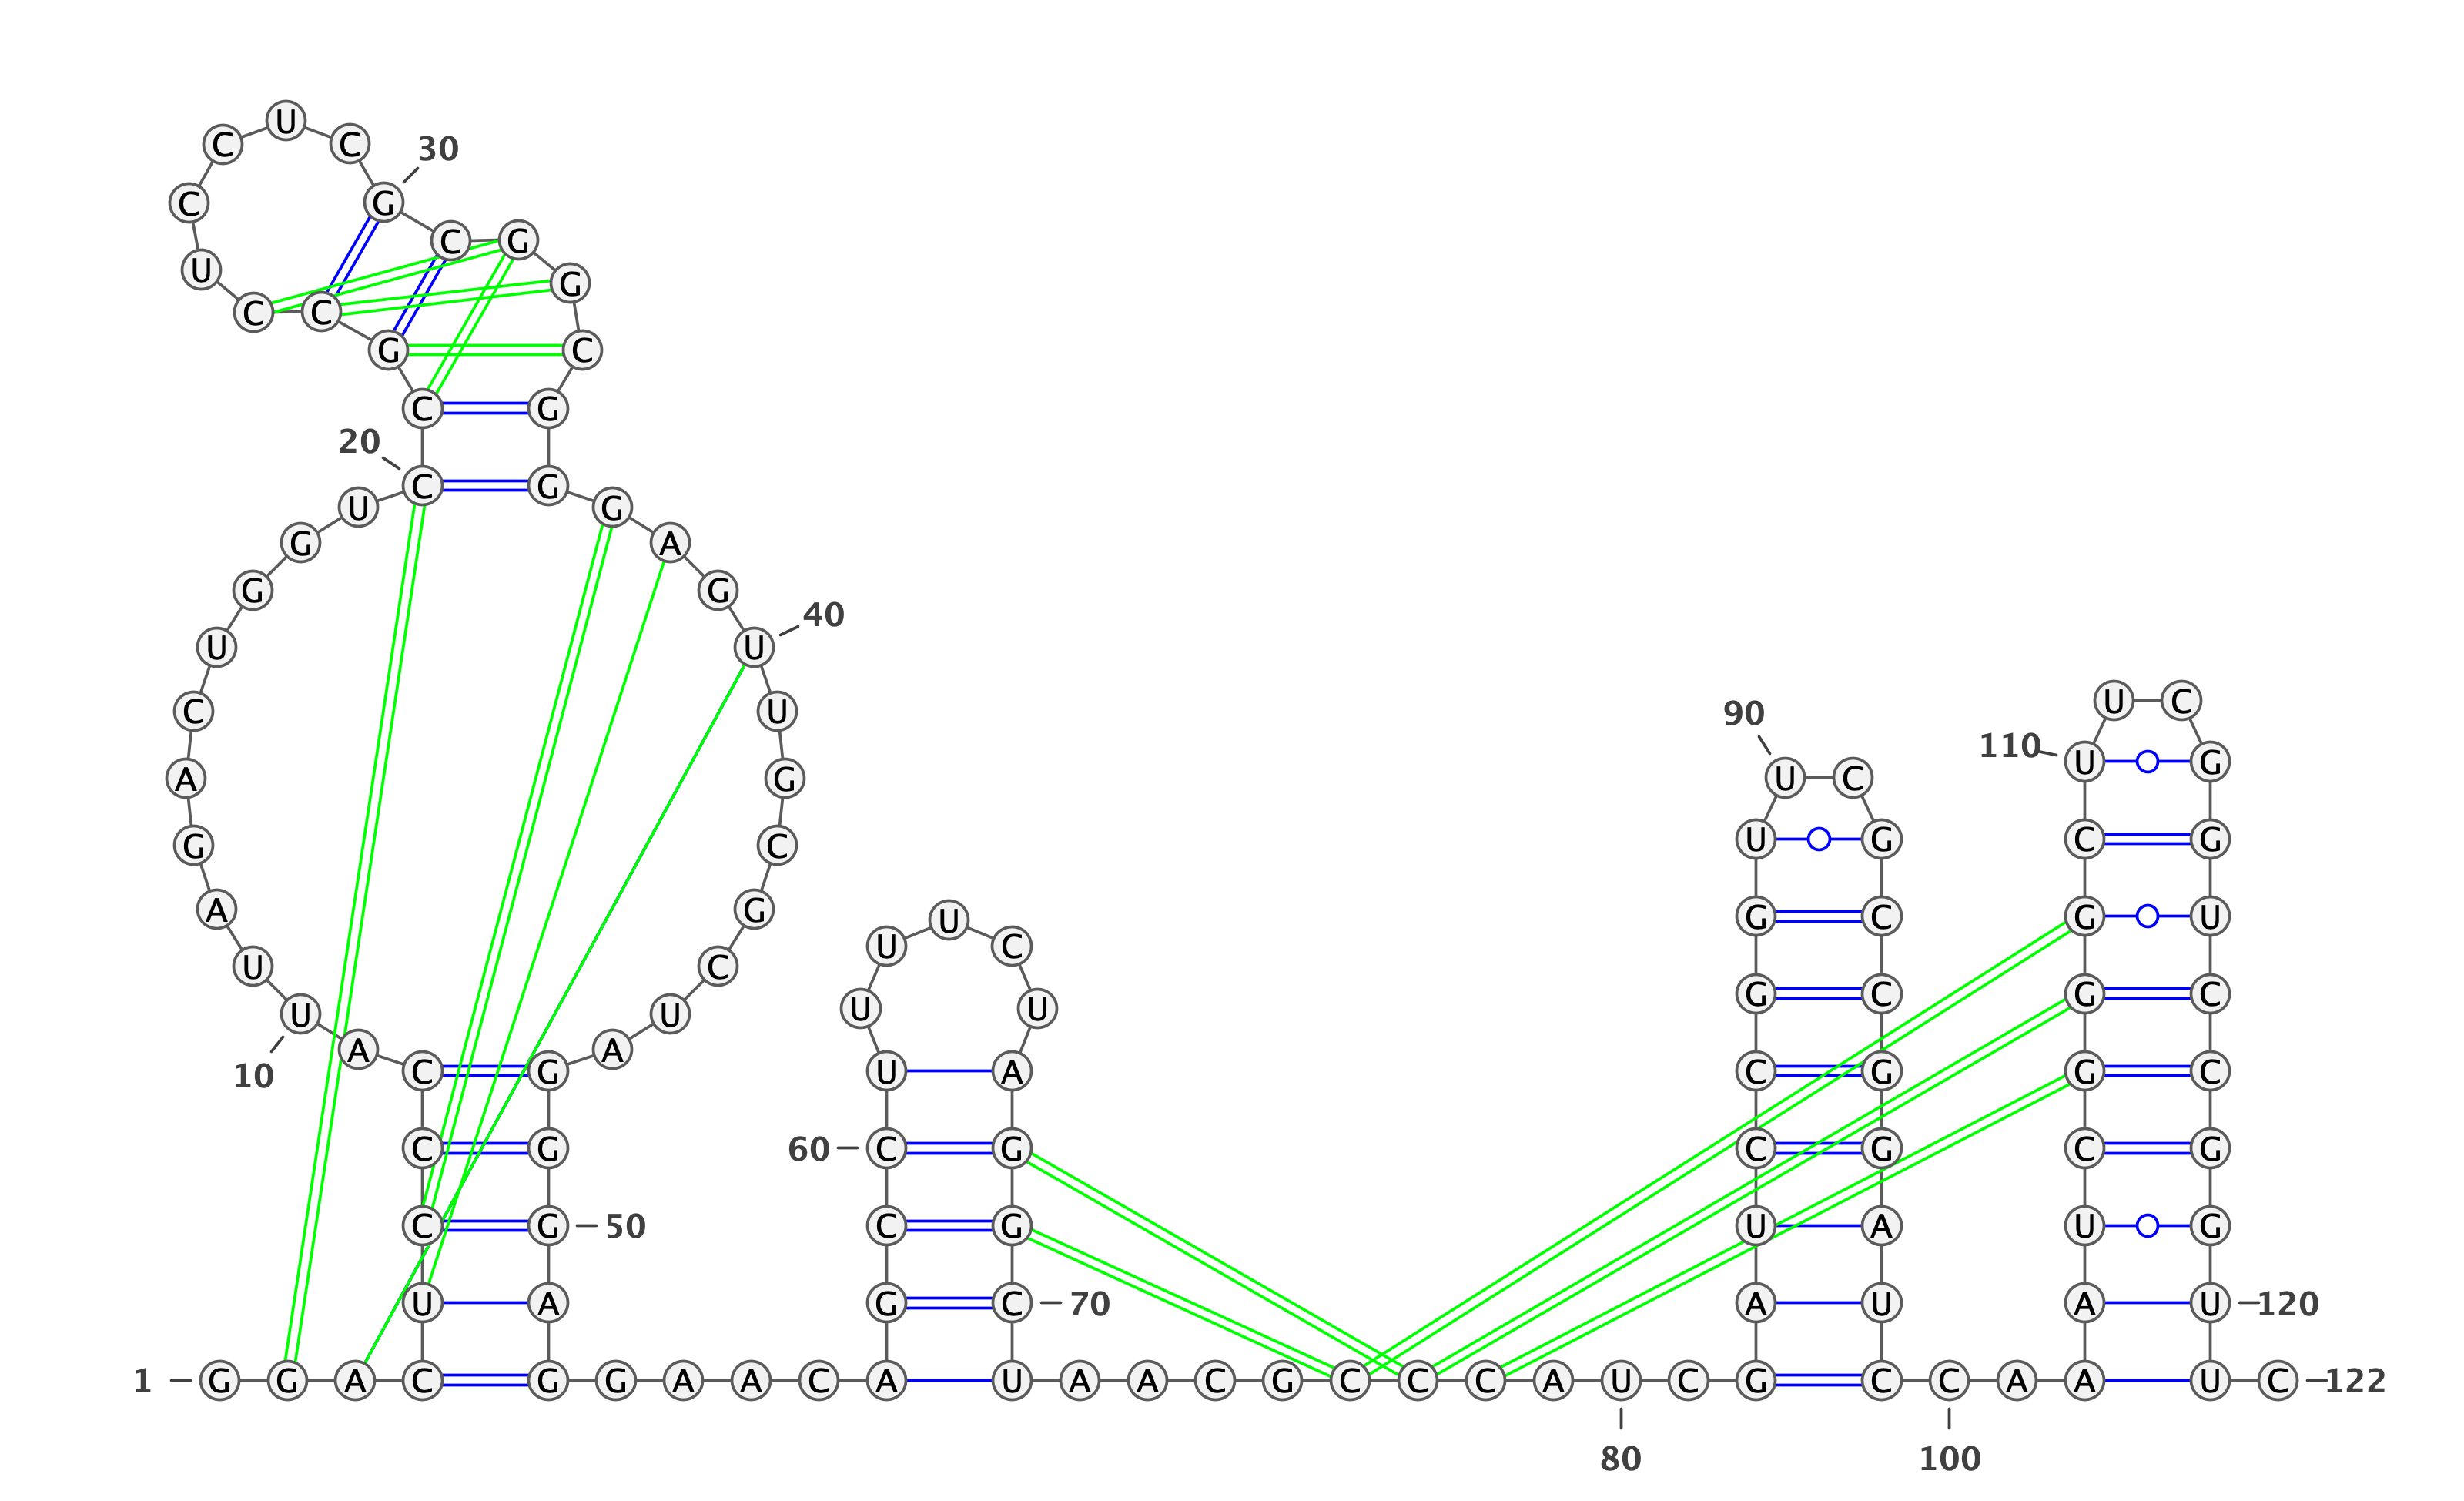 U
C C 30
C G
C G
U G
C C
G C
C G
20
C G
U G
G A
G G
40
U U
U C
C U 90
110 U G
A G U C
G C U G C G
A G U G C G U
U C
U C
G C G C
U U U U
A A
10 C G U A C G G C
C G 60 C G C G C G
C G 50 C G U A U G
U A G C 70 A U A U 120
1 G G A C G G A A C A U A A C G C C C A U C G C C A A U C 122
80 100